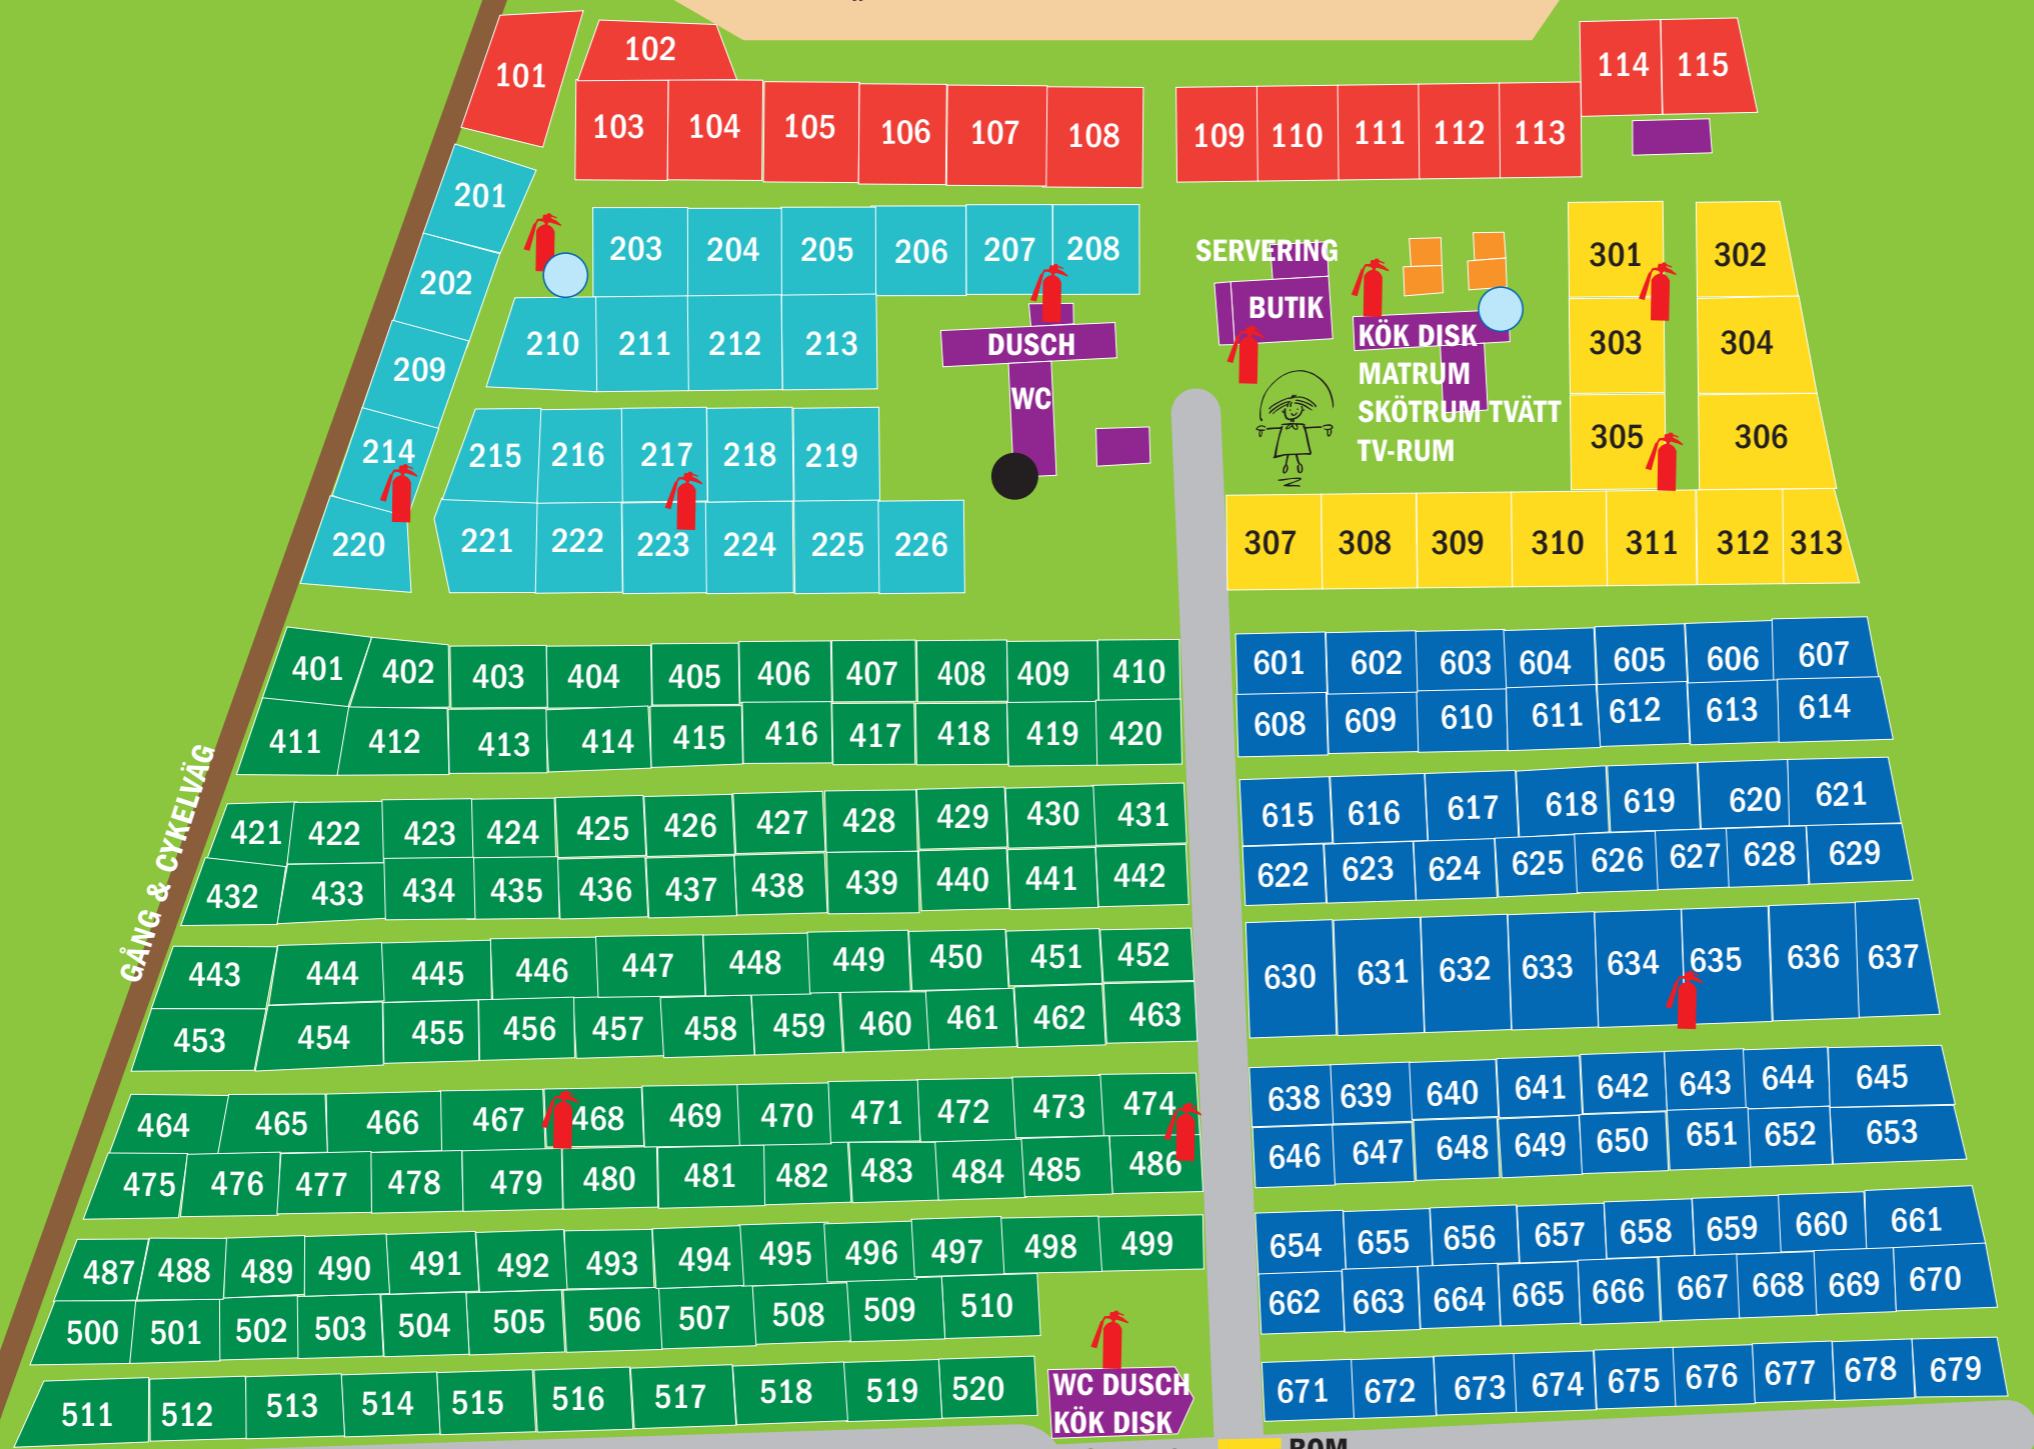 101
102
114 115
103 104 105 106 107 108 109 110 111 112 113
201
203 204 205 206 207 208
SERVERING
301 302
202
BUTIK
210 211 212 213
DUSCH
KÖK DISK
303 304
209
MATRUM
WC
SKÖTRUM TVÄTT
TV-RUM
305 306
214
215 216 217 218 219
220
221 222 223 224 225 226
307 308 309 310 311 312 313
401 402 403 404 405 406 407 408 409 410
601 602 603 604 605 606 607
411 412 413 414 415 416 417 418 419 420
608 609 610 611 612 613 614
GÅNG & CYKELVÄG
421 422 423 424 425 426 427 428 429 430 431
615 616 617 618 619 620 621
432 433 434 435 436 437 438 439 440 441 442
622 623 624 625 626 627 628 629
443 444 445 446 447 448 449 450 451 452
630 631 632 633 634 635 636 637
453 454 455 456 457 458 459 460 461 462 463
464 465 466 467 468 469 470 471 472 473 474
638 639 640 641 642 643 644 645
475 476 477 478 479 480 481 482 483 484 485 486
646 647 648 649 650 651 652 653
487 488 489 490 491 492 493 494 495 496 497 498 499
654 655 656 657 658 659 660 661
500 501 502 503 504 505 506 507 508 509 510
662 663 664 665 666 667 668 669 670
511 512 513 514 515 516 517 518 519 520
WC DUSCH
KÖK DISK
671 672 673 674 675 676 677 678 679